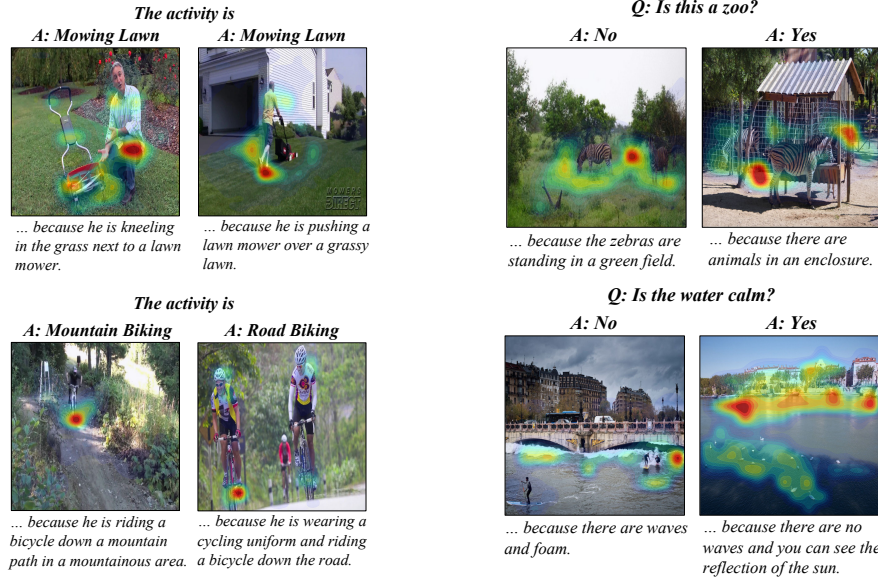 The activity is
A: Mowing Lawn
A: Mowing Lawn
MOWERS
DIRECT
... because he is kneeling
in the grass next to a lawn
mower.
... because he is pushing a
lawn mower over a grassy
lawn.
The activity is
A: Mountain Biking
A: Road Biking
... because he is riding a
bicycle down a mountain
path in a mountainous area.
... because he is wearing a
cycling uniform and riding
a bicycle down the road.
Q: Is this a zoo?
A: No
A: Yes
... because the zebras are
standing in a green field.
... because there are
animals in an enclosure.
Q: Is the water calm?
A: No
A: Yes
... because there are waves
and foam.
... because there are no
waves and you can see the
reflection of the sun.